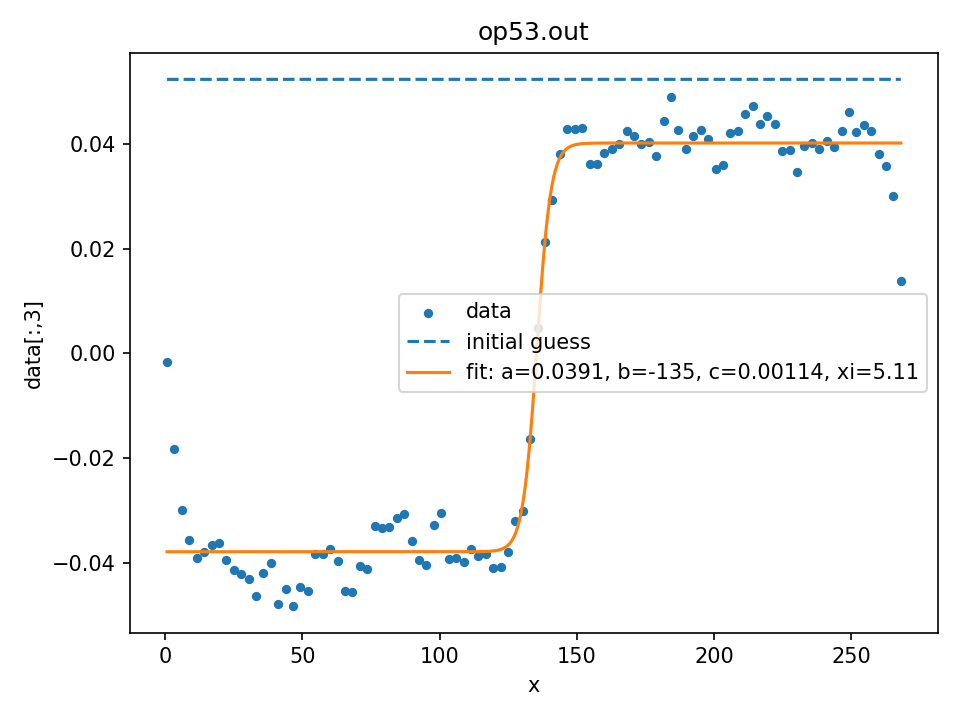 op53.out
data[:,3]
0.04
0.02
0.00
−0.02
−0.04
data
initial guess
fit: a=0.0391, b=-135, c=0.00114, xi=5.11
0 50 100 150 200 250
x